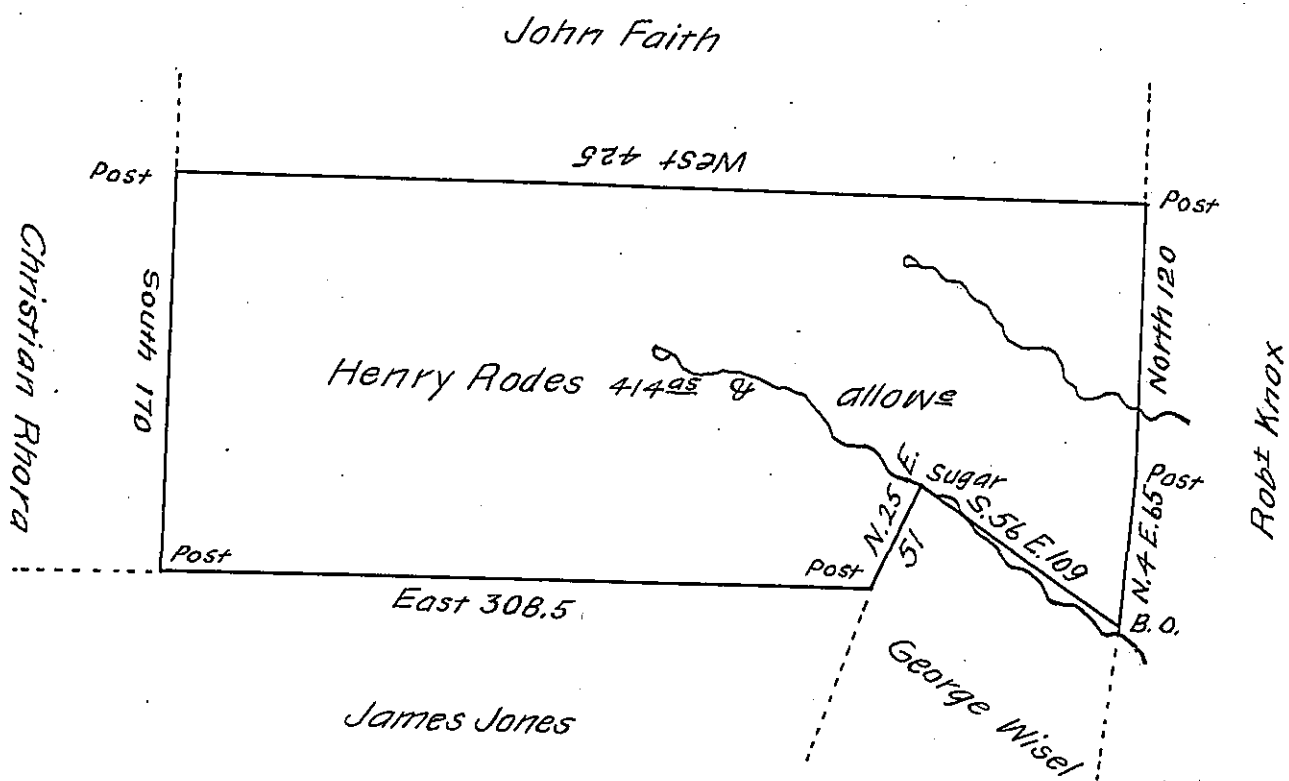 John Faith
West 425
Post
Post
Christian Rhora
South 170
North 120
Robt Knox
Henry Rodes 414as & allowe
Post
N.25 E.
51
Sugar
S.56 E.109
N.4 E.65
Post
Post
East 308.5
B.O.
George Wisel
James Jones